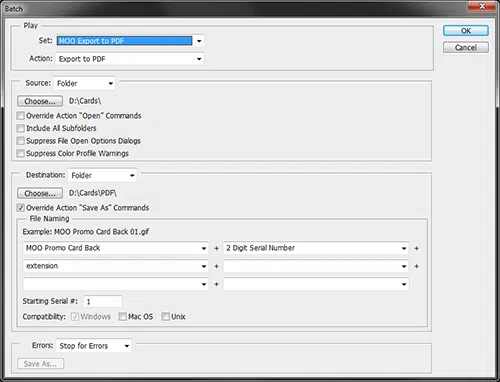 Batch
Play
OK
Set: MOO Export to PDF
Cancel
Action: Export to PDF
Source: Folder
Choose... D:\Cards\
Override Action "Open" Commands
Include All Subfolders
Suppress File Open Options Dialogs
Suppress Color Profile Warnings
Destination: Folder
Choose... D:\Cards\PDF\
Override Action "Save As" Commands
File Naming
Example: MOO Promo Card Back 01.gif
MOO Promo Card Back + 2 Digit Serial Number +
extension + +
+
Starting Serial #: 1
Compatibility: Windows Mac OS Unix
Errors: Stop for Errors
Save As...